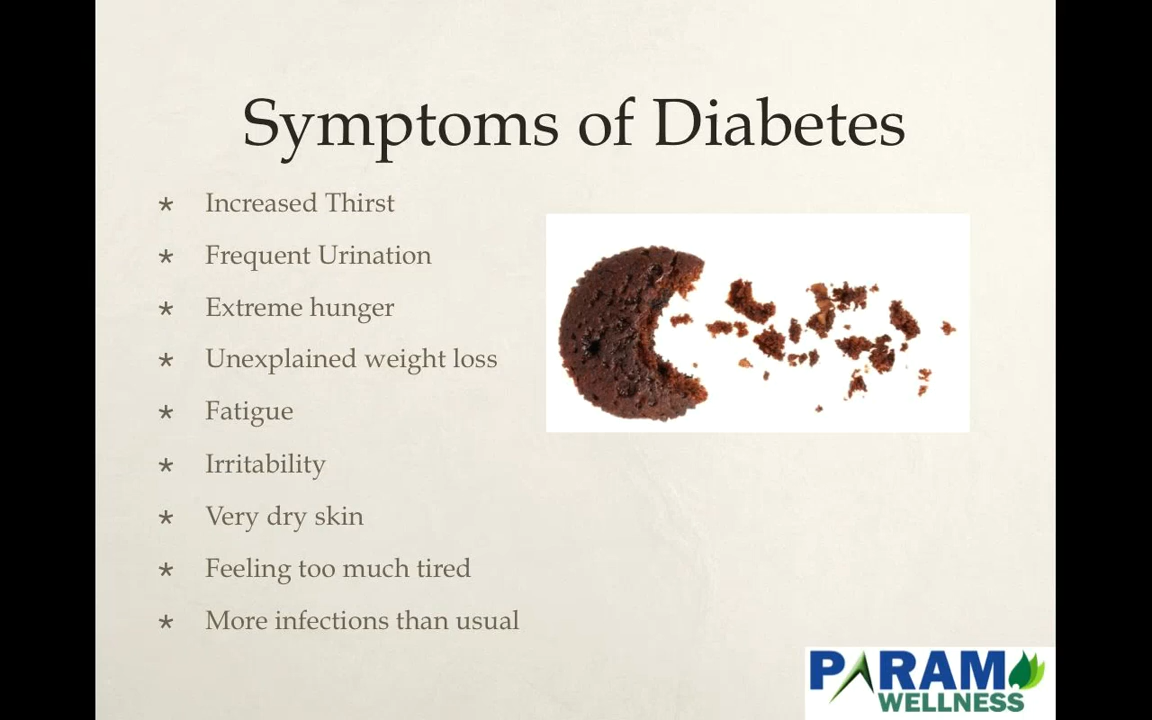 Symptoms of Diabetes
* Increased Thirst
* Frequent Urination
* Extreme hunger
* Unexplained weight loss
* Fatigue
* Irritability
* Very dry skin
* Feeling too much tired
* More infections than usual
PARAM
WELLNESS